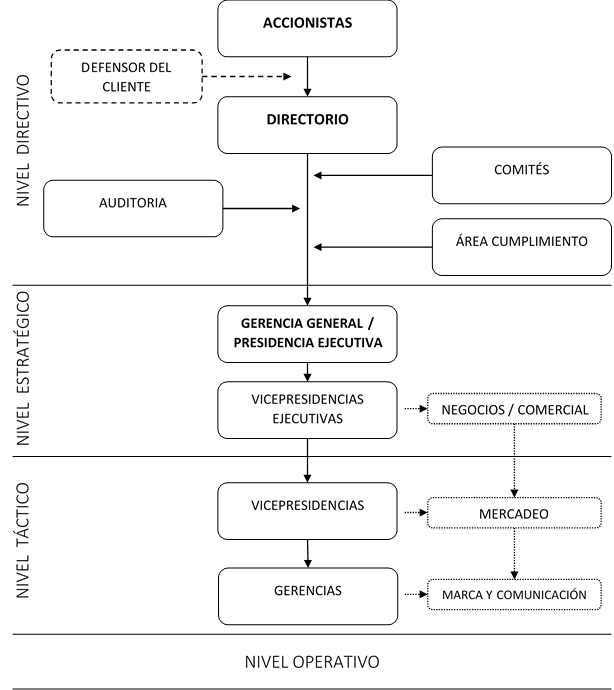 ACCIONISTAS
DEFENSOR DEL
CLIENTE
DIRECTORIO
NIVEL DIRECTIVO
COMITÉS
AUDITORIA
ÁREA CUMPLIMIENTO
GERENCIA GENERAL /
PRESIDENCIA EJECUTIVA
NIVEL ESTRATÉGICO
VICEPRESIDENCIAS
EJECUTIVAS
NEGOCIOS / COMERCIAL
VICEPRESIDENCIAS
MERCADEO
NIVEL TÁCTICO
GERENCIAS
MARCA Y COMUNICACIÓN
NIVEL OPERATIVO